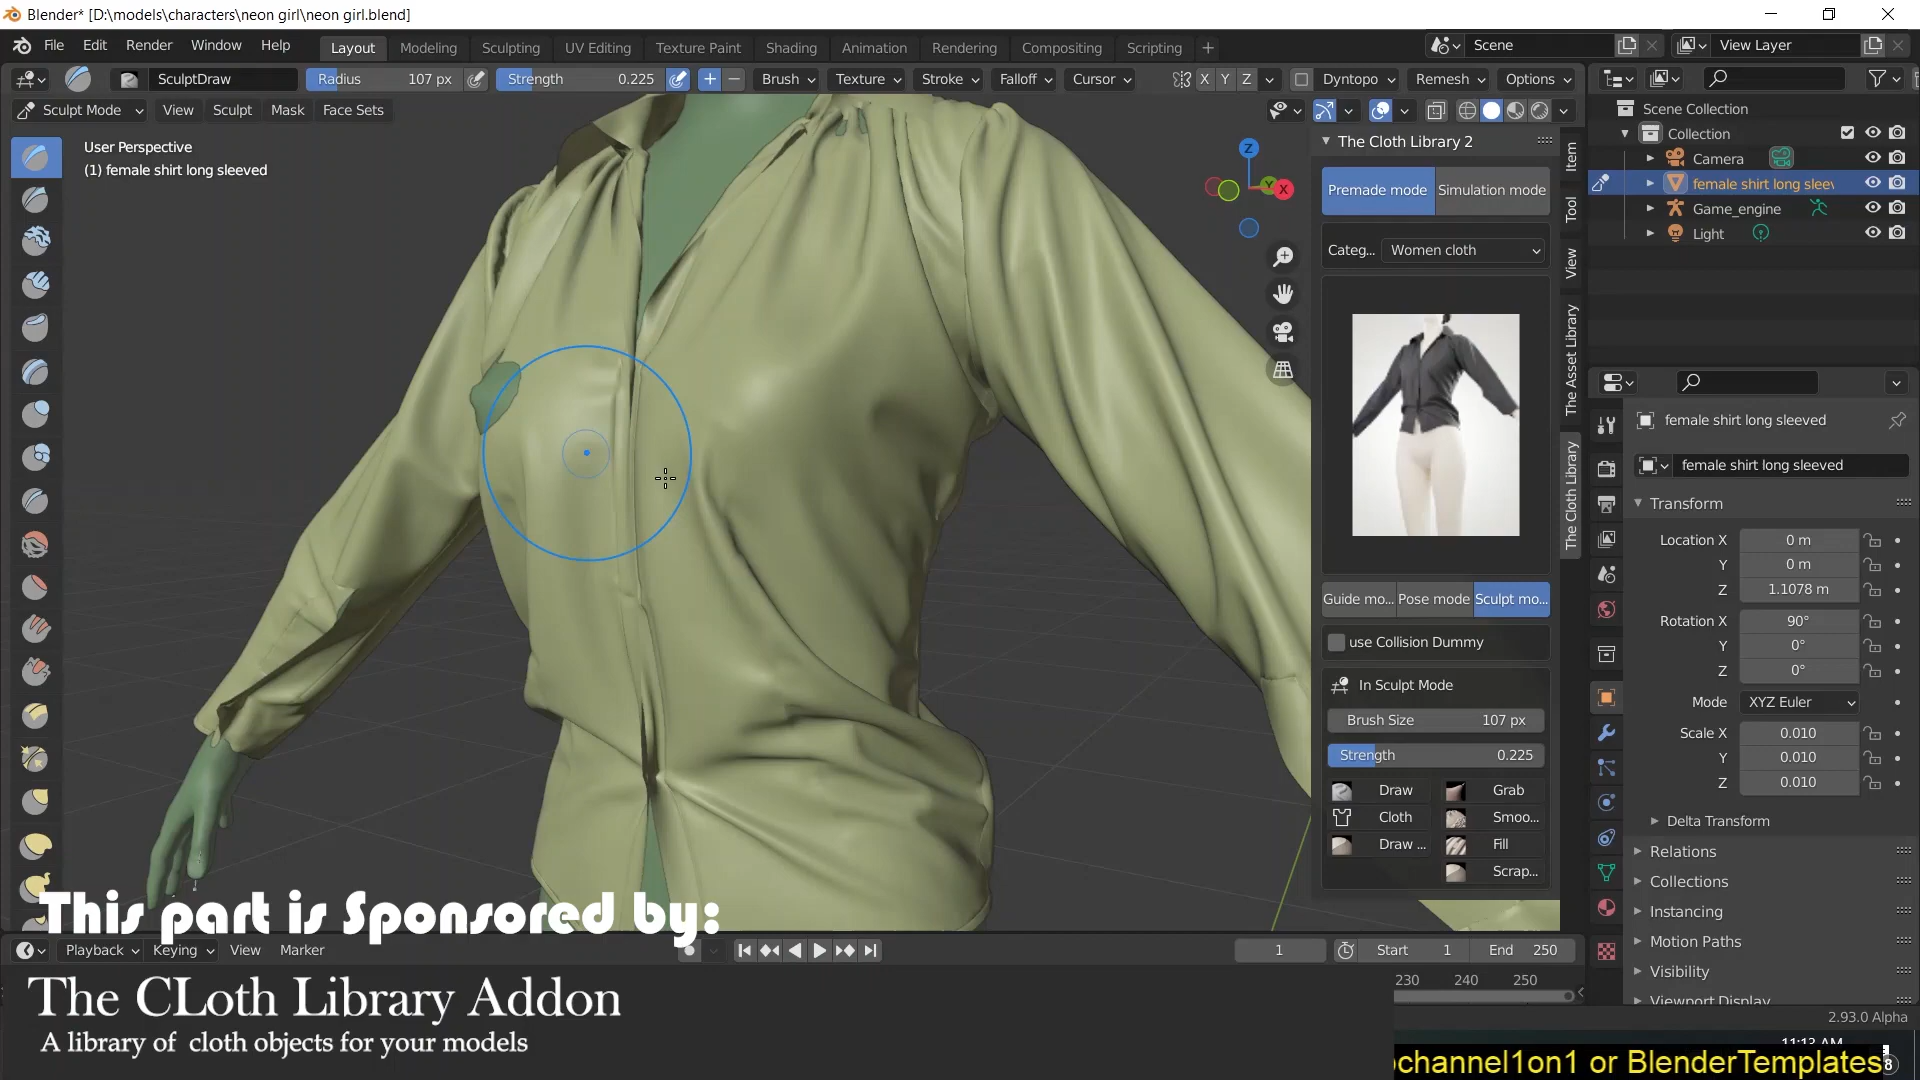 Blender* [D:\models\characters\neon girl\neon girl.blend]
File Edit Render Window Help Layout Modeling Sculpting UV Editing Texture Paint Shading Animation Rendering Compositing Scripting + Scene View Layer
SculptDraw Radius 107 px Strength 0.225 + − Brush Texture Stroke Falloff Cursor X Y Z Dyntopo Remesh Options
Sculpt Mode View Sculpt Mask Face Sets
User Perspective
(1) female shirt long sleeved
Z
Y
X
The Cloth Library 2
Premade mode Simulation mode
Categ... Women cloth
Guide mo... Pose mode Sculpt mo...
use Collision Dummy
In Sculpt Mode
Brush Size 107 px
Strength 0.225
Draw Grab
Cloth Smoo...
Draw ... Fill
Scrap...
Item
Tool
View
The Asset Library
The Cloth Library
Scene Collection
Collection
Camera
female shirt long sleev
Game_engine
Light
female shirt long sleeved
female shirt long sleeved
Transform
Location X 0 m
Y 0 m
Z 1.1078 m
Rotation X 90°
Y 0°
Z 0°
Mode XYZ Euler
Scale X 0.010
Y 0.010
Z 0.010
Delta Transform
Relations
Collections
Instancing
Motion Paths
Visibility
Viewport Display
This part is Sponsored by:
Playback Keying View Marker 1 Start 1 End 250
230 240 250
The CLoth Library Addon
A library of cloth objects for your models
2.93.0 Alpha
11:13 AM
channel1on1 or BlenderTemplates